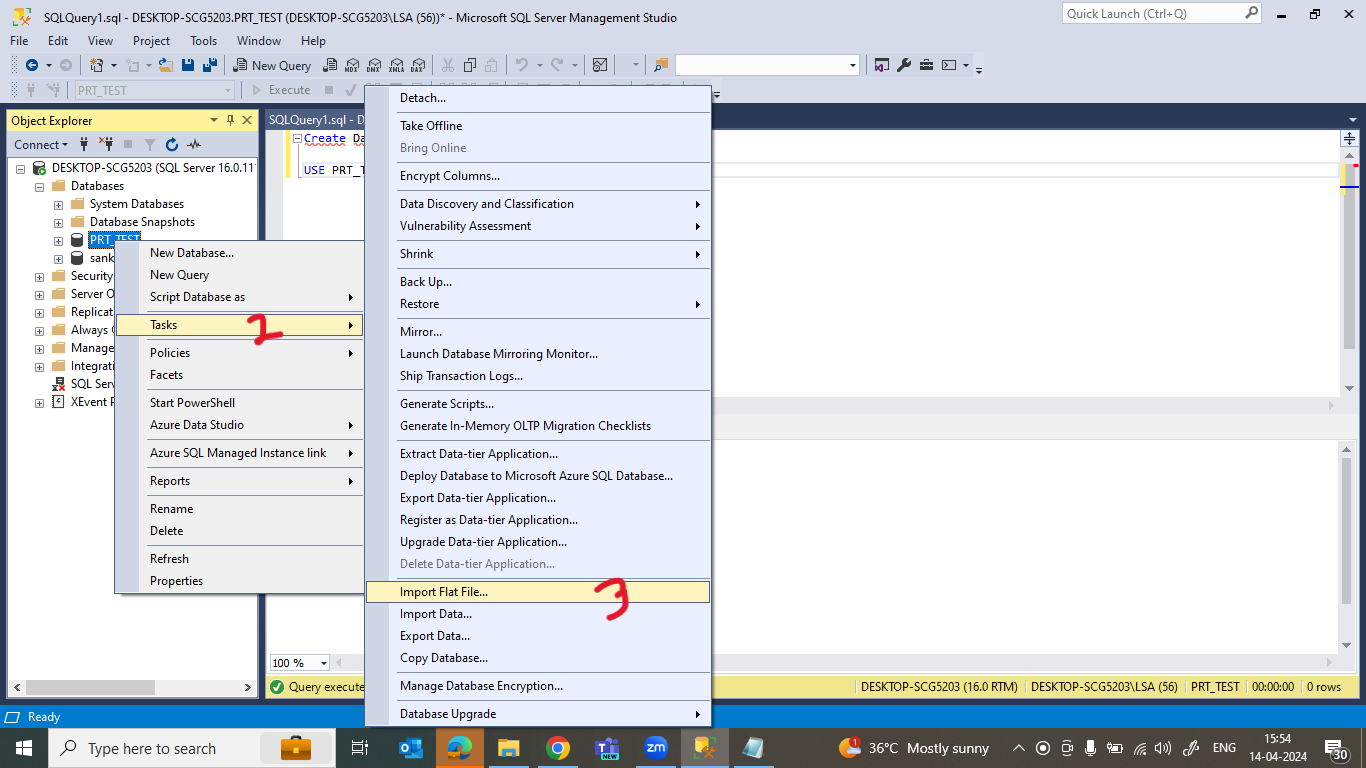 SQLQuery1.sql - DESKTOP-SCG5203.PRT_TEST (DESKTOP-SCG5203\LSA (56))* - Microsoft SQL Server Management Studio
Quick Launch (Ctrl+Q)
File Edit View Project Tools Window Help
New Query
MDX DMX XMLA DAX
PRT_TEST
Execute
Object Explorer
Connect
DESKTOP-SCG5203 (SQL Server 16.0.11
Databases
System Databases
Database Snapshots
PRT_TEST
sank
Security
Server O
Replicat
Always
Manage
Integrati
SQL Ser
XEvent P
New Database...
New Query
Script Database as
Tasks
2
Policies
Facets
Start PowerShell
Azure Data Studio
Azure SQL Managed Instance link
Reports
Rename
Delete
Refresh
Properties
Detach...
Take Offline
Bring Online
Encrypt Columns...
Data Discovery and Classification
Vulnerability Assessment
Shrink
Back Up...
Restore
Mirror...
Launch Database Mirroring Monitor...
Ship Transaction Logs...
Generate Scripts...
Generate In-Memory OLTP Migration Checklists
Extract Data-tier Application...
Deploy Database to Microsoft Azure SQL Database...
Export Data-tier Application...
Register as Data-tier Application...
Upgrade Data-tier Application...
Delete Data-tier Application...
Import Flat File...
3
Import Data...
Export Data...
Copy Database...
Manage Database Encryption...
Database Upgrade
SQLQuery1.sql - D
Create Da
USE PRT_T
100 %
Query execute
DESKTOP-SCG5203 (16.0 RTM) DESKTOP-SCG5203\LSA (56) PRT_TEST 00:00:00 0 rows
Ready
Type here to search
NEW
zm
1
36°C Mostly sunny
ENG
15:54
14-04-2024
30